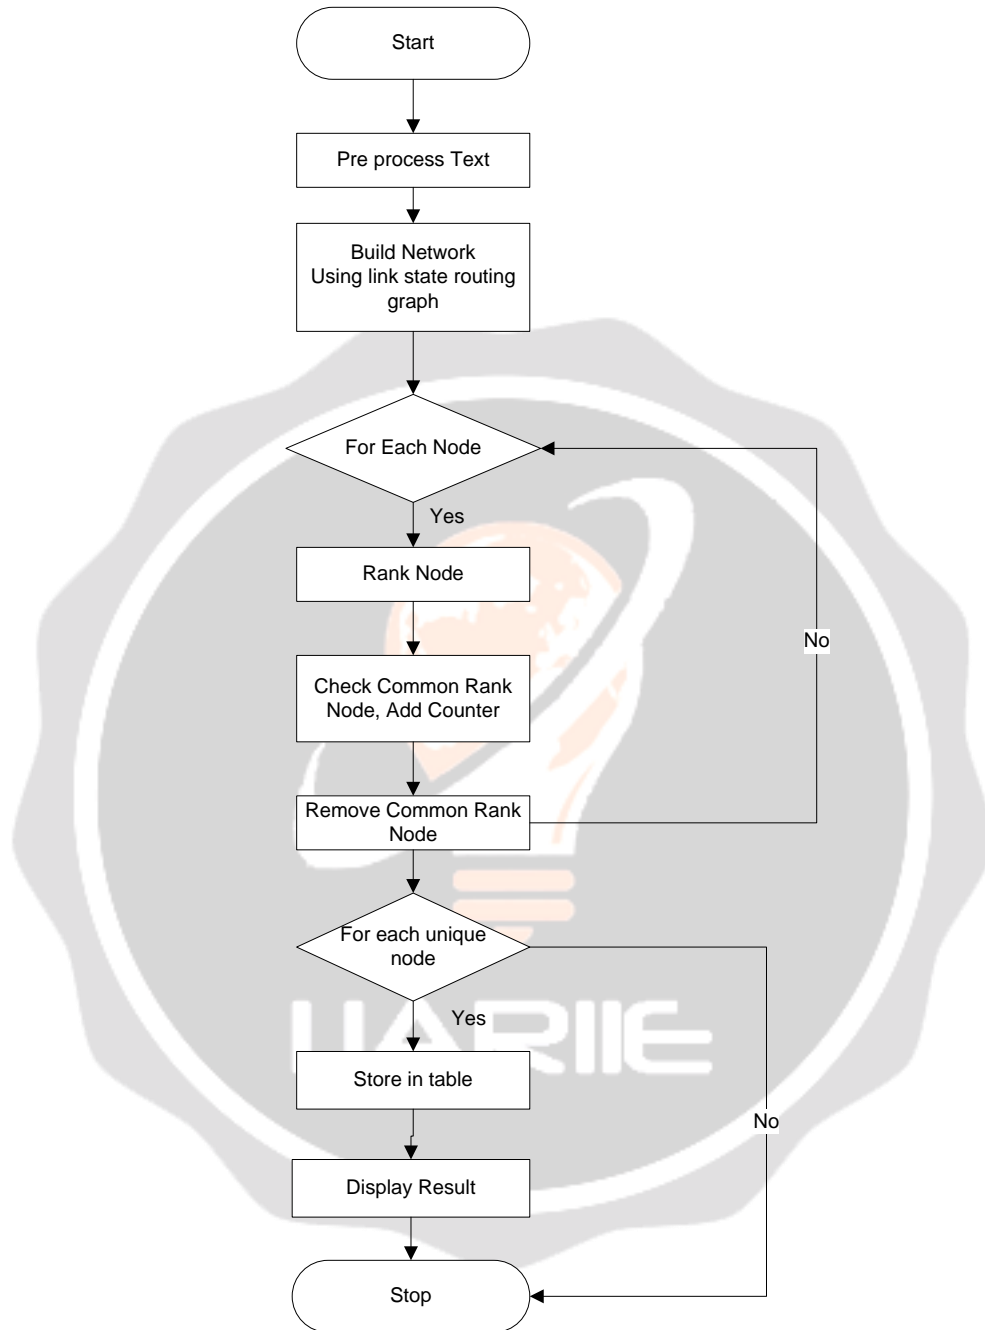 Start
Pre process Text
Build Network
Using link state routing
graph
For Each Node
Yes
Rank Node
No
Check Common Rank
Node, Add Counter
Remove Common Rank
Node
For each unique
node
Yes
IJARIIE
Store in table
No
Display Result
Stop